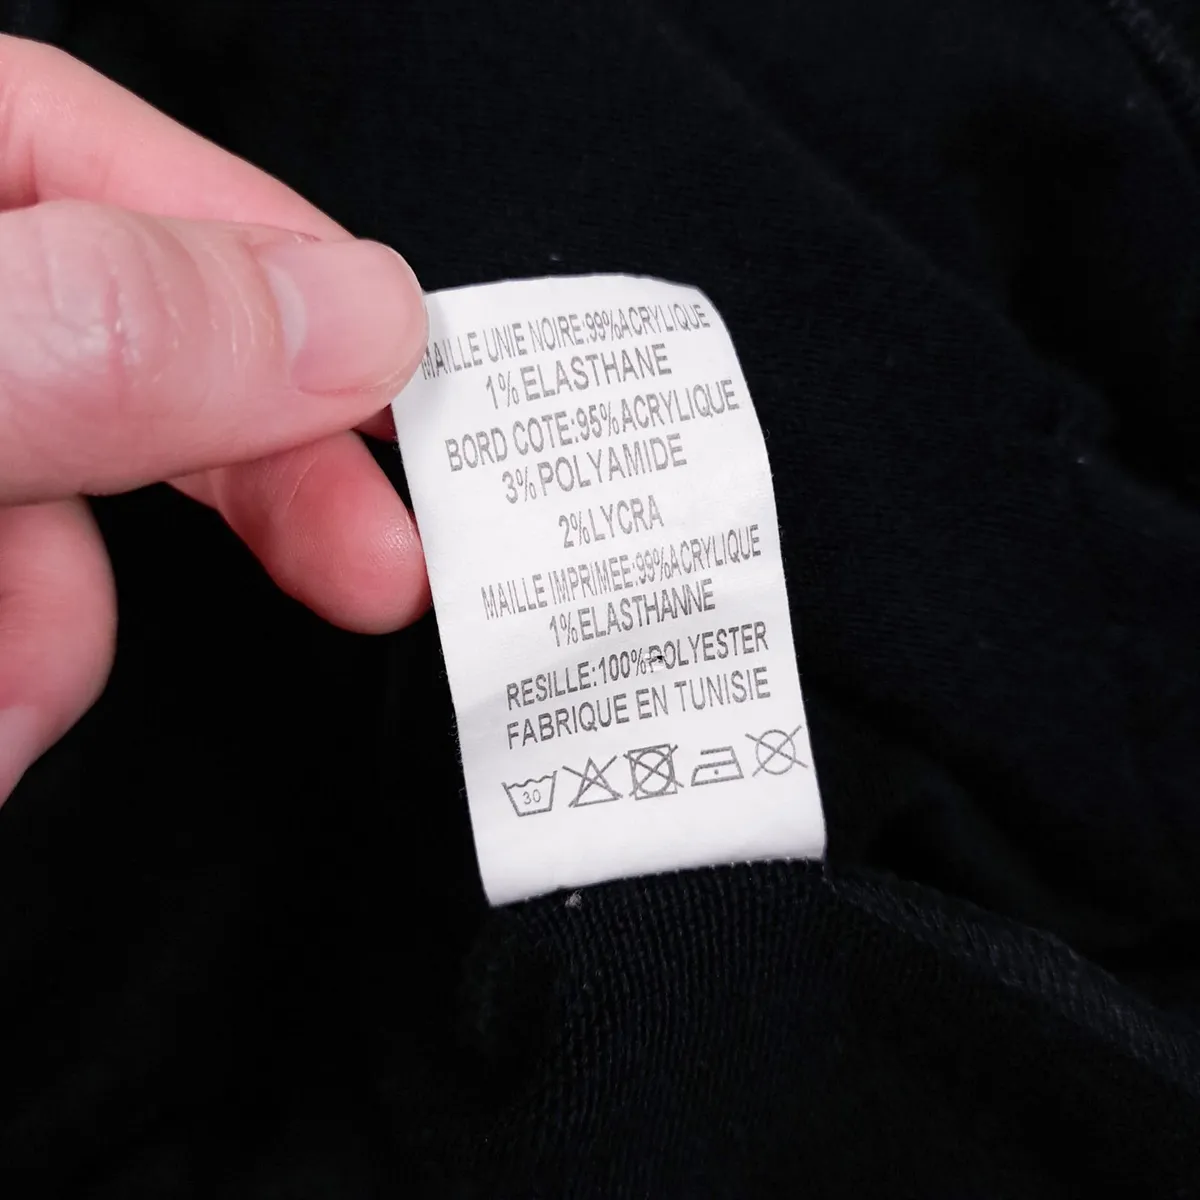 MAILLE UNIE NOIRE:99%ACRYLIQUE
1%ELASTHANE
BORD COTE:95%ACRYLIQUE
3%POLYAMIDE
2%LYCRA
MAILLE IMPRIMEE:99%ACRYLIQUE
1%ELASTHANNE
RESILLE:100%POLYESTER
FABRIQUE EN TUNISIE
30